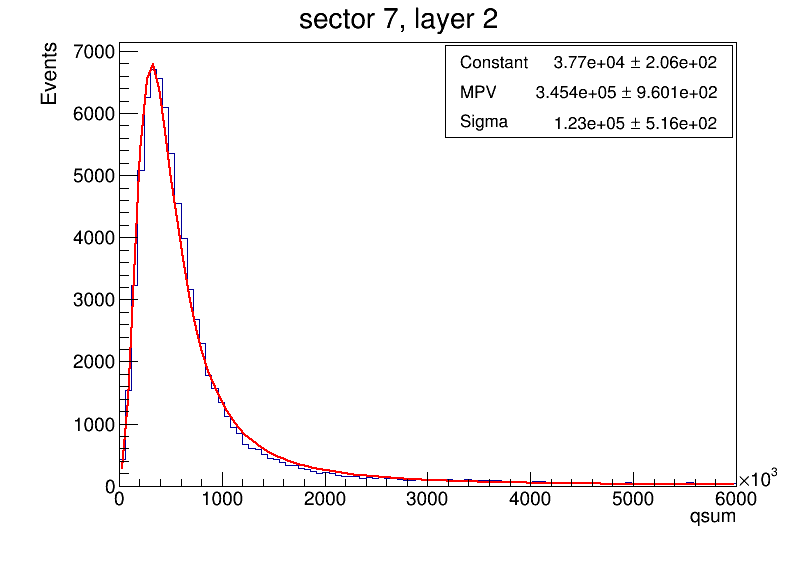 sector 7, layer 2
Events
Constant 3.77e+04 ± 2.06e+02
MPV 3.454e+05 ± 9.601e+02
Sigma 1.23e+05 ± 5.16e+02
7000
6000
5000
4000
3000
2000
1000
0
0 1000 2000 3000 4000 5000 6000
×10³
qsum